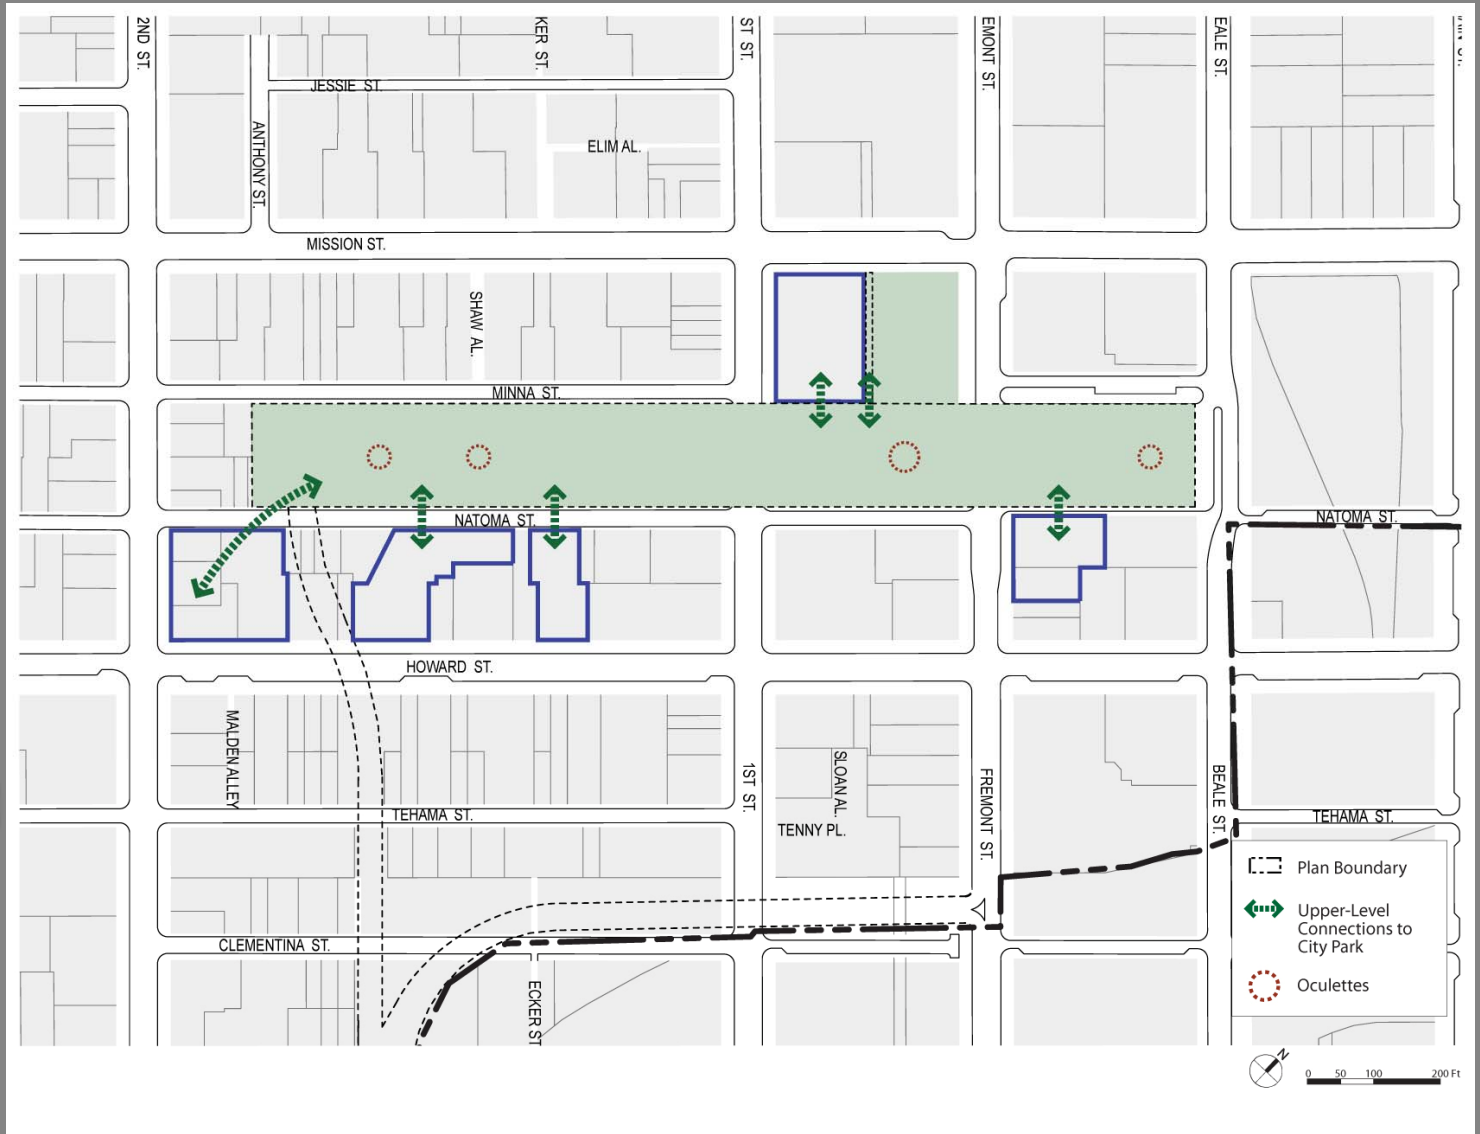 2ND ST.
KER ST.
ST ST.
EMONT ST.
EALE ST.
JESSIE ST.
ANTHONY ST.
ELIM AL.
MISSION ST.
SHAW AL.
MINNA ST.
NATOMA ST.
NATOMA ST.
HOWARD ST.
MALDEN ALLEY
1ST ST.
SLOAN AL.
FREMONT ST.
BEALE ST.
TEHAMA ST.
TEHAMA ST.
TENNY PL.
CLEMENTINA ST.
ECKER ST
Plan Boundary
Upper-Level
Connections to
City Park
Oculettes
N
0 50 100 200 Ft